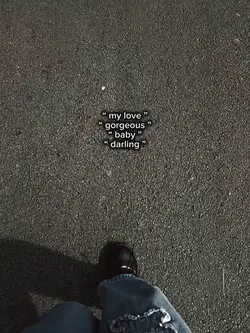 " my love "
" gorgeous "
" baby "
" darling "